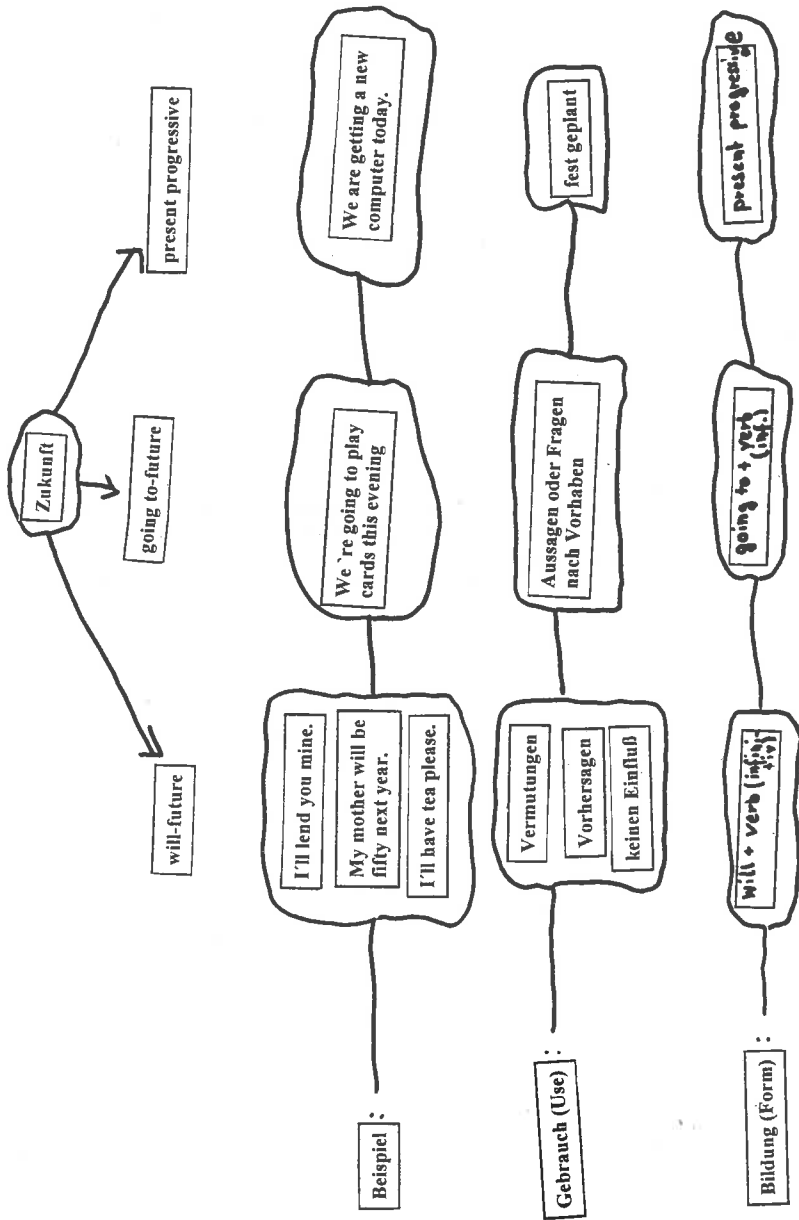 Zukunft
will-future
going to-future
present progressive
Beispiel :
I´ll lend you mine.
My mother will be
fifty next year.
I´ll have tea please.
We `re going to play
cards this evening
We are getting a new
computer today.
Gebrauch (Use) :
Vermutungen
Vorhersagen
keinen Einfluß
Aussagen oder Fragen
nach Vorhaben
fest geplant
Bildung (Form) :
will + verb (infini-
tiv)
going to + verb
(inf.)
present progressive